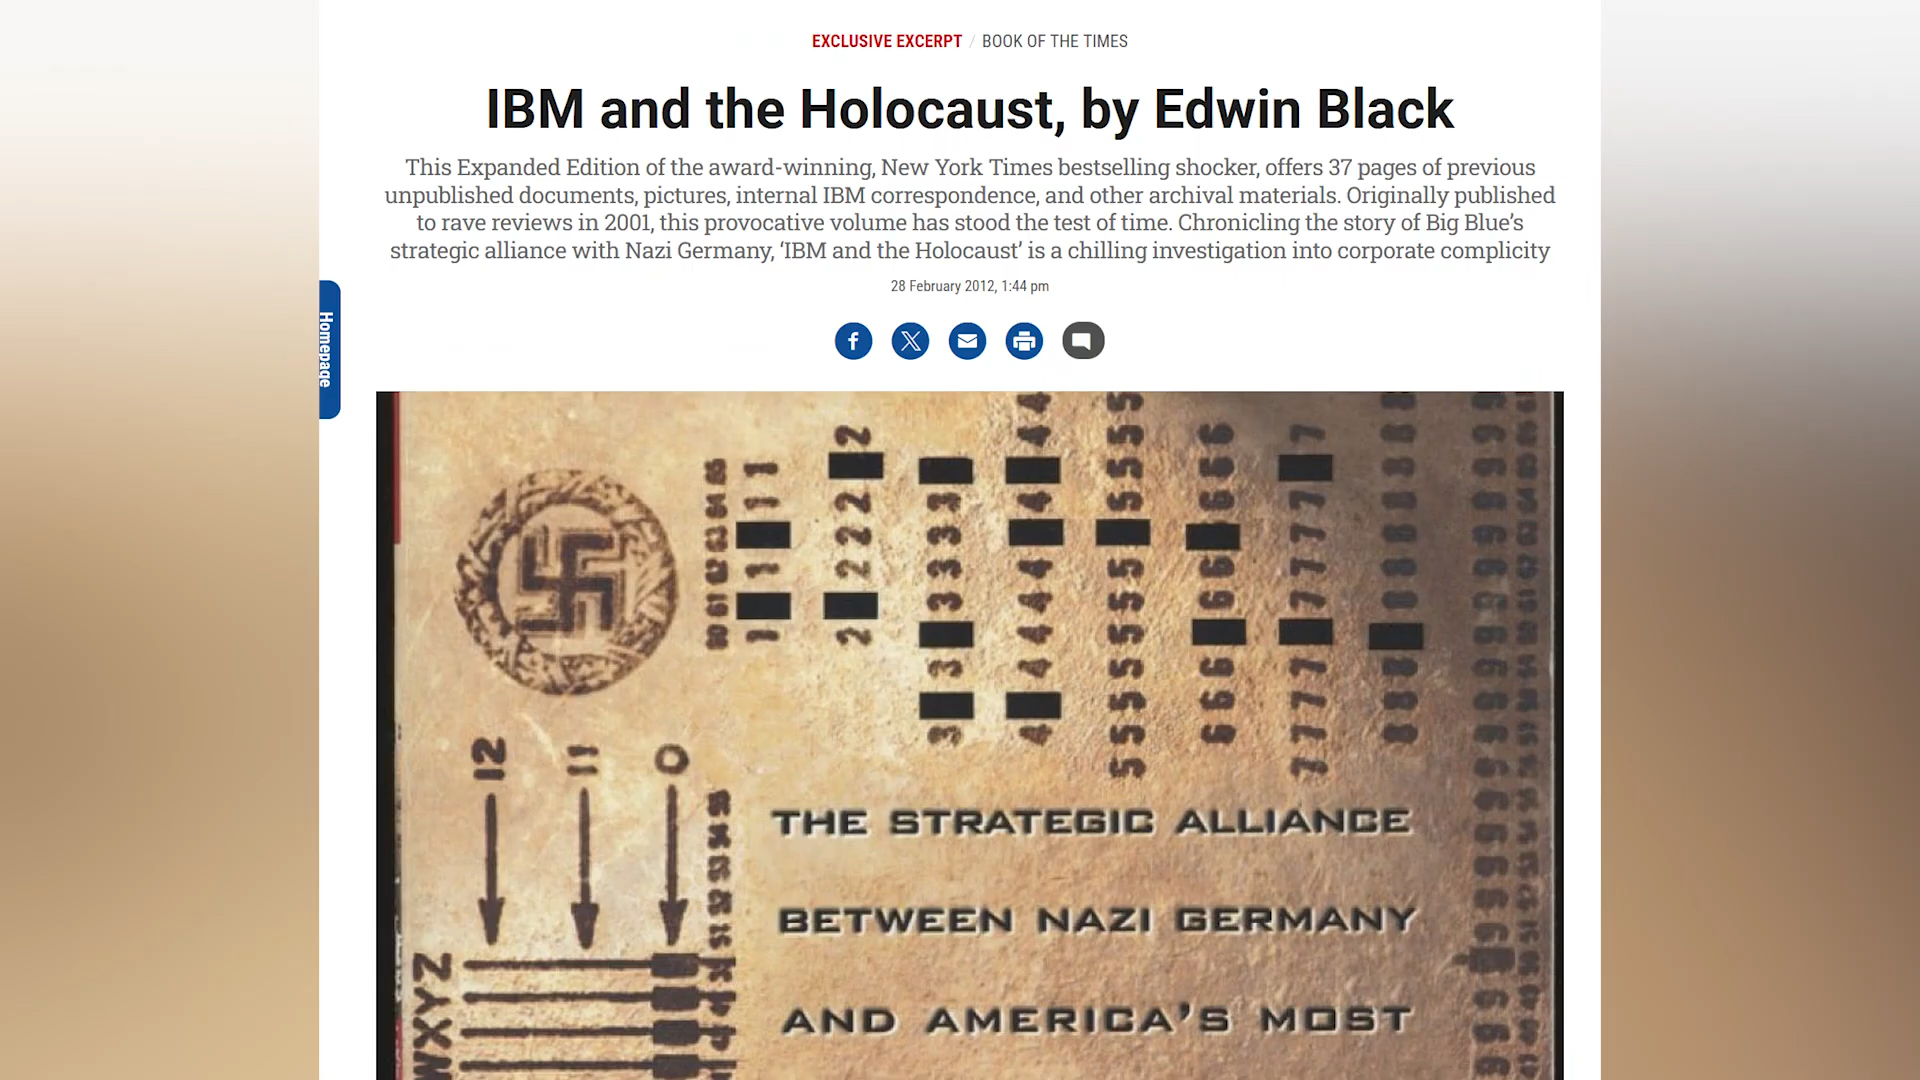 EXCLUSIVE EXCERPT / BOOK OF THE TIMES
IBM and the Holocaust, by Edwin Black
This Expanded Edition of the award-winning, New York Times bestselling shocker, offers 37 pages of previous
unpublished documents, pictures, internal IBM correspondence, and other archival materials. Originally published
to rave reviews in 2001, this provocative volume has stood the test of time. Chronicling the story of Big Blue’s
strategic alliance with Nazi Germany, ‘IBM and the Holocaust’ is a chilling investigation into corporate complicity
28 February 2012, 1:44 pm
Homepage
12 11 0
WXYZ
THE STRATEGIC ALLIANCE
BETWEEN NAZI GERMANY
AND AMERICA’S MOST